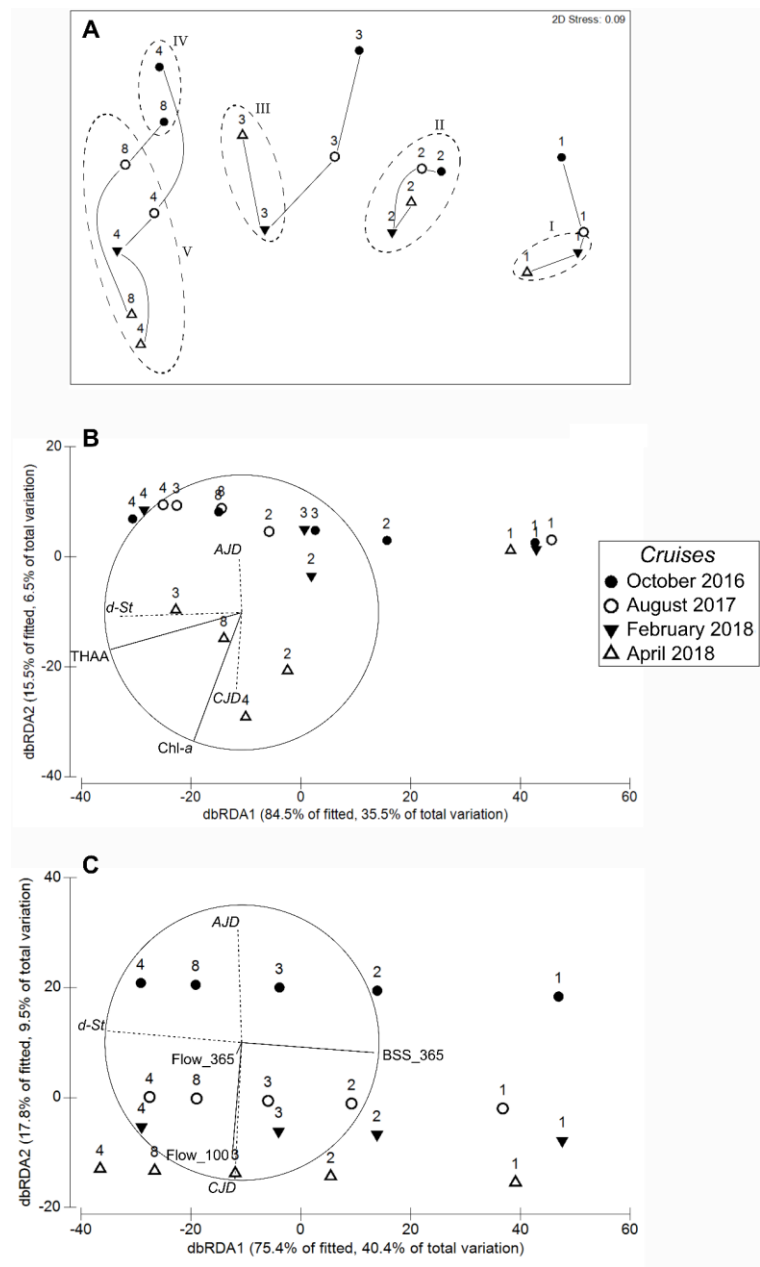 A
2D Stress: 0.09
IV
4
3
8
III
3
II
8
3
2 2
1
4
2
1
4
V
3
2
I
1
1
8
4
B
20
4 4 4 3 8
8
2 3 3 2 1 1 1
1
0
AJD
2
dbRDA2 (15.5% of fitted, 6.5% of total variation)
d-St
3
8
THAA
2
-20
CJD 4
Chl-a
-40
-40 -20 0 20 40 60
dbRDA1 (84.5% of fitted, 35.5% of total variation)
Cruises
October 2016
August 2017
February 2018
April 2018
C
40
AJD
4 8 3 2 1
20
dbRDA2 (17.8% of fitted, 9.5% of total variation)
d-St
Flow_365
BSS_365
4 8 3 2 1
0
4 3 2 1
4 8 Flow_100 3 2 1
CJD
-20
-40 -20 0 20 40 60
dbRDA1 (75.4% of fitted, 40.4% of total variation)